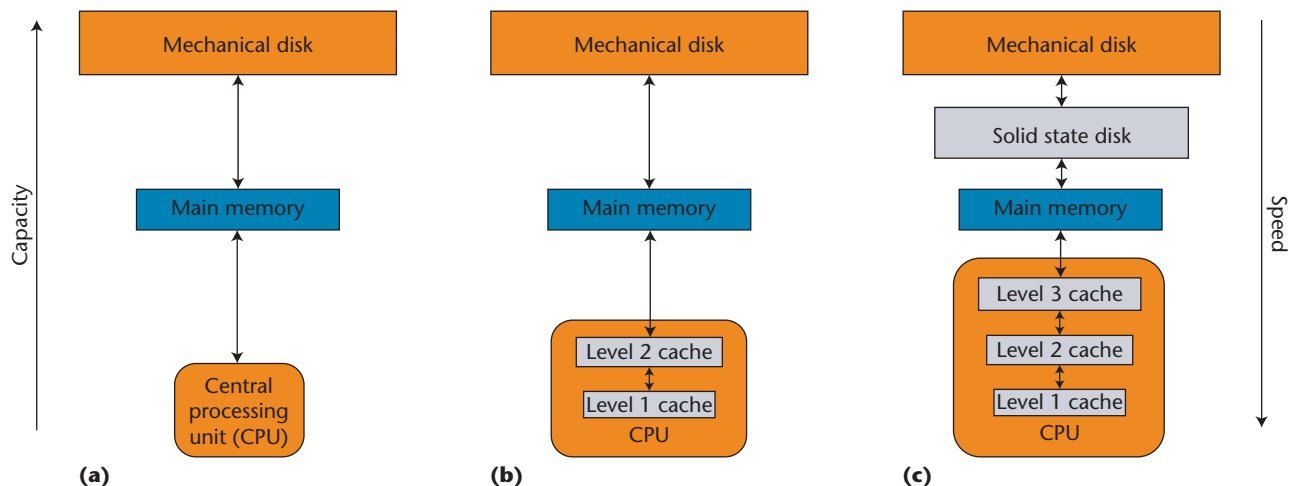 Capacity
Mechanical disk
Main memory
Central
processing
unit (CPU)
(a)
Mechanical disk
Main memory
Level 2 cache
Level 1 cache
CPU
(b)
Mechanical disk
Solid state disk
Main memory
Level 3 cache
Level 2 cache
Level 1 cache
CPU
(c)
Speed